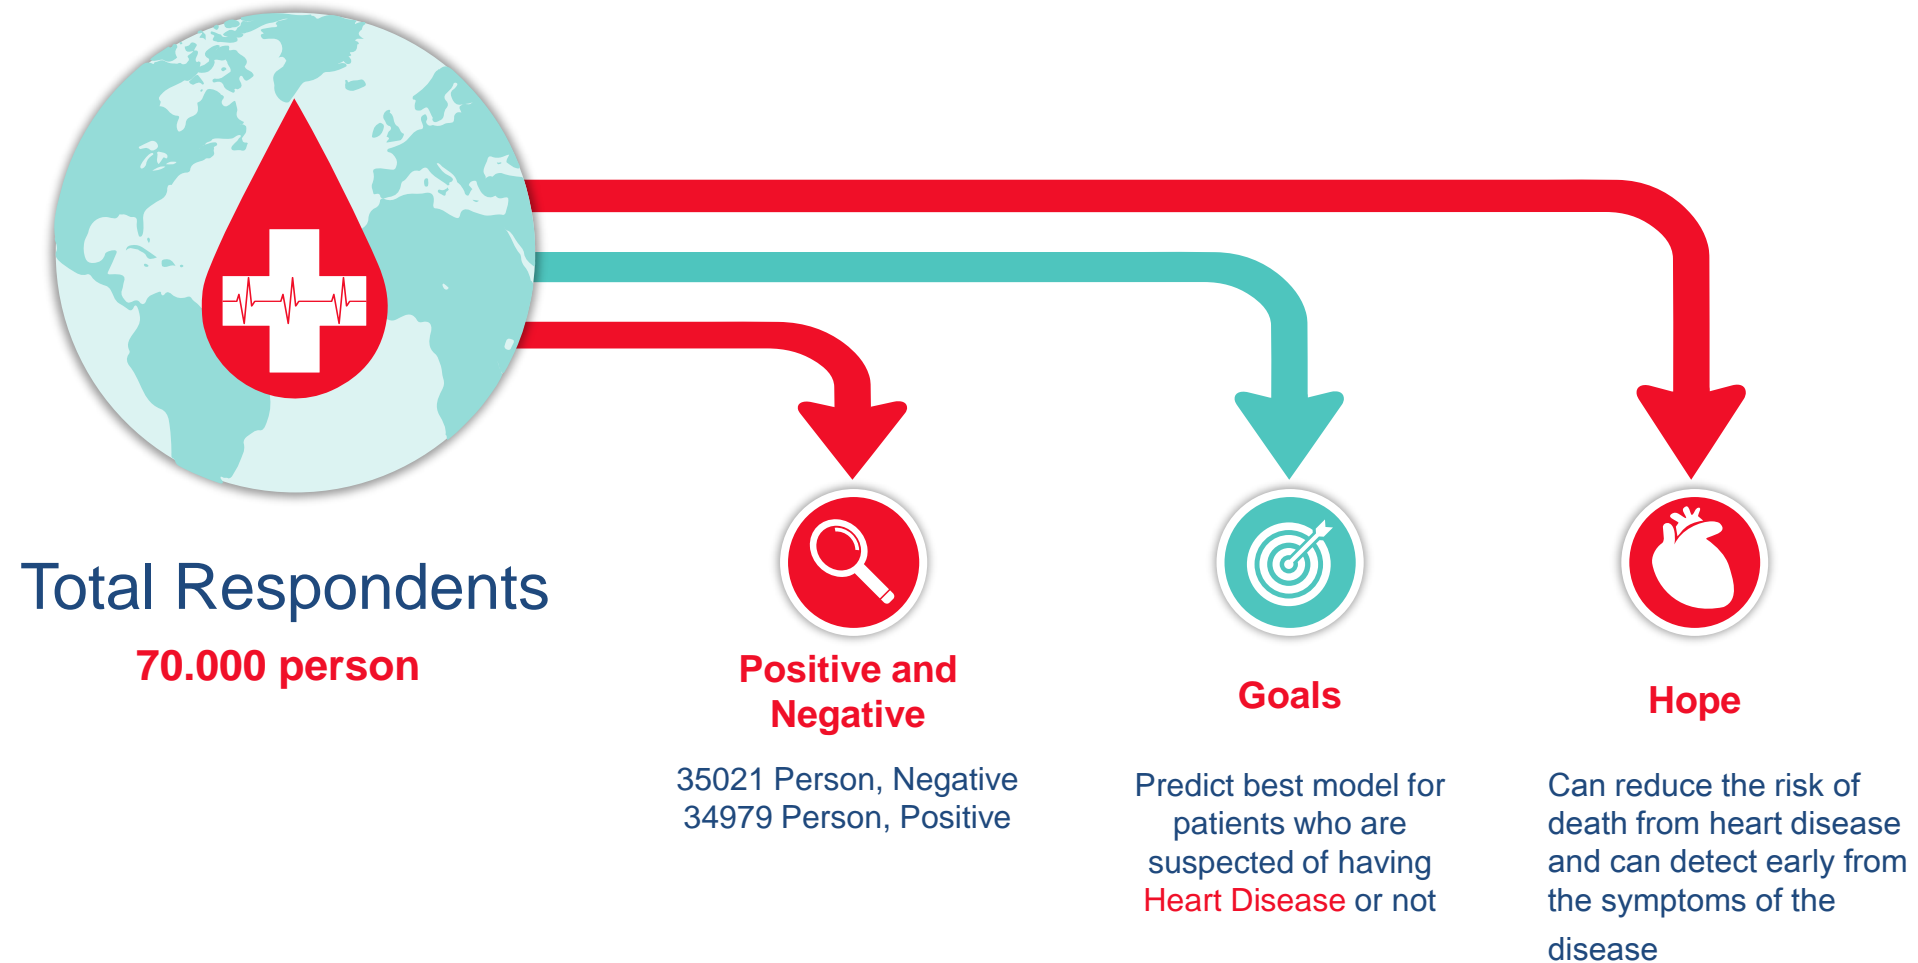 Total Respondents
70.000 person
Positive and
Negative
35021 Person, Negative
34979 Person, Positive
Goals
Predict best model for
patients who are
suspected of having
Heart Disease or not
Hope
Can reduce the risk of
death from heart disease
and can detect early from
the symptoms of the
disease